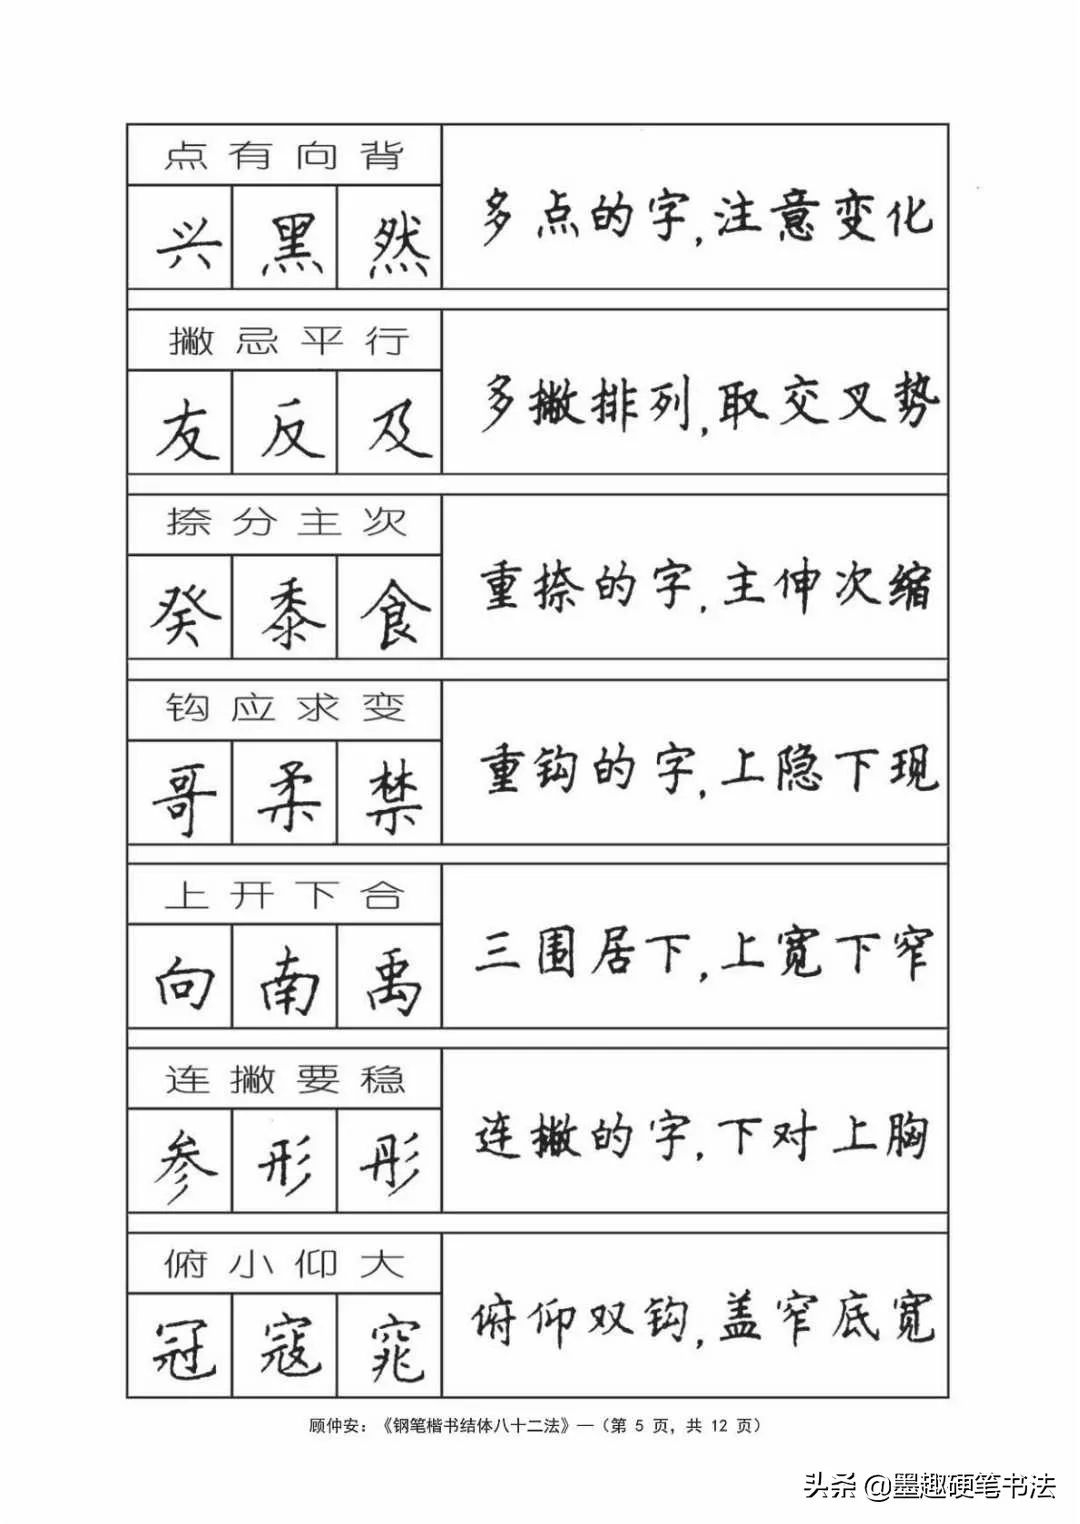 点有向背
兴 黑 然
多点的字,注意变化
撇忌平行
友 反 及
多撇排列,取交叉势
捺分主次
癸 黍 食
重捺的字,主伸次缩
钩应求变
哥 柔 禁
重钩的字,上隐下现
上开下合
向 南 禹
三围居下,上宽下窄
连撇要稳
参 形 彤
连撇的字,下对上胸
俯小仰大
冠 寇 窕
俯仰双钩,盖窄底宽
顾仲安:《钢笔楷书结体八十二法》—(第 5 页,共 12 页)
头条 @墨趣硬笔书法